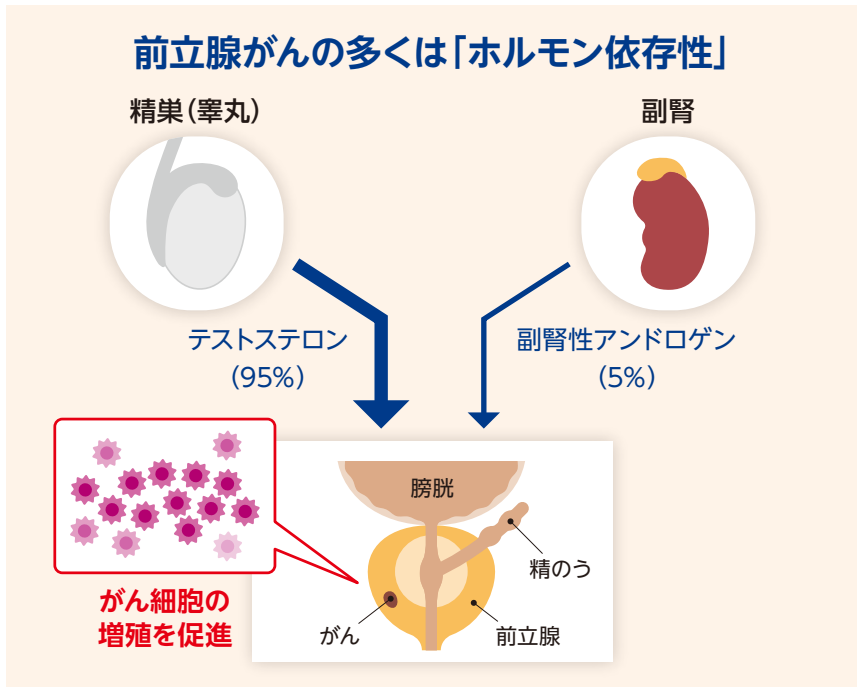 前立腺がんの多くは「ホルモン依存性」
精巣(睾丸)
副腎
テストステロン
(95%)
副腎性アンドロゲン
(5%)
膀胱
精のう
がん
前立腺
がん細胞の
増殖を促進